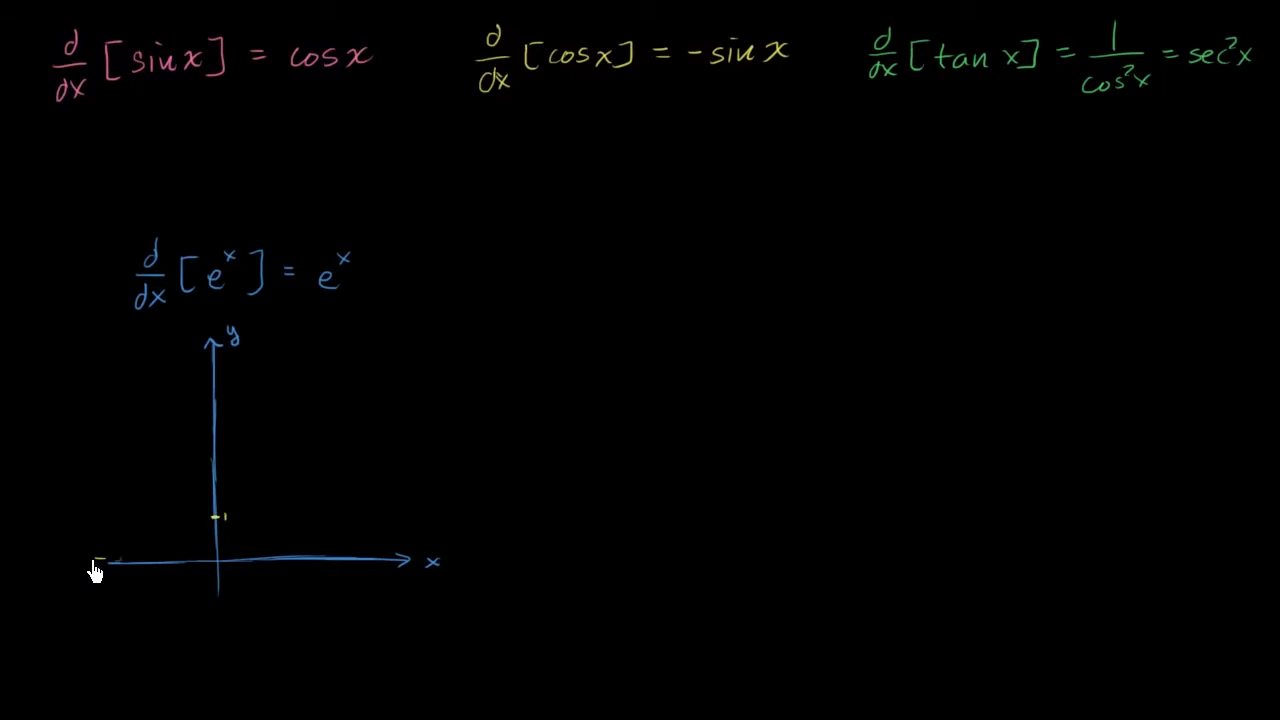 d/dx [sin x] = cos x
d/dx [cos x] = -sin x
d/dx [tan x] = 1/cos²x = sec²x
d/dx [eˣ] = eˣ
y
1
x